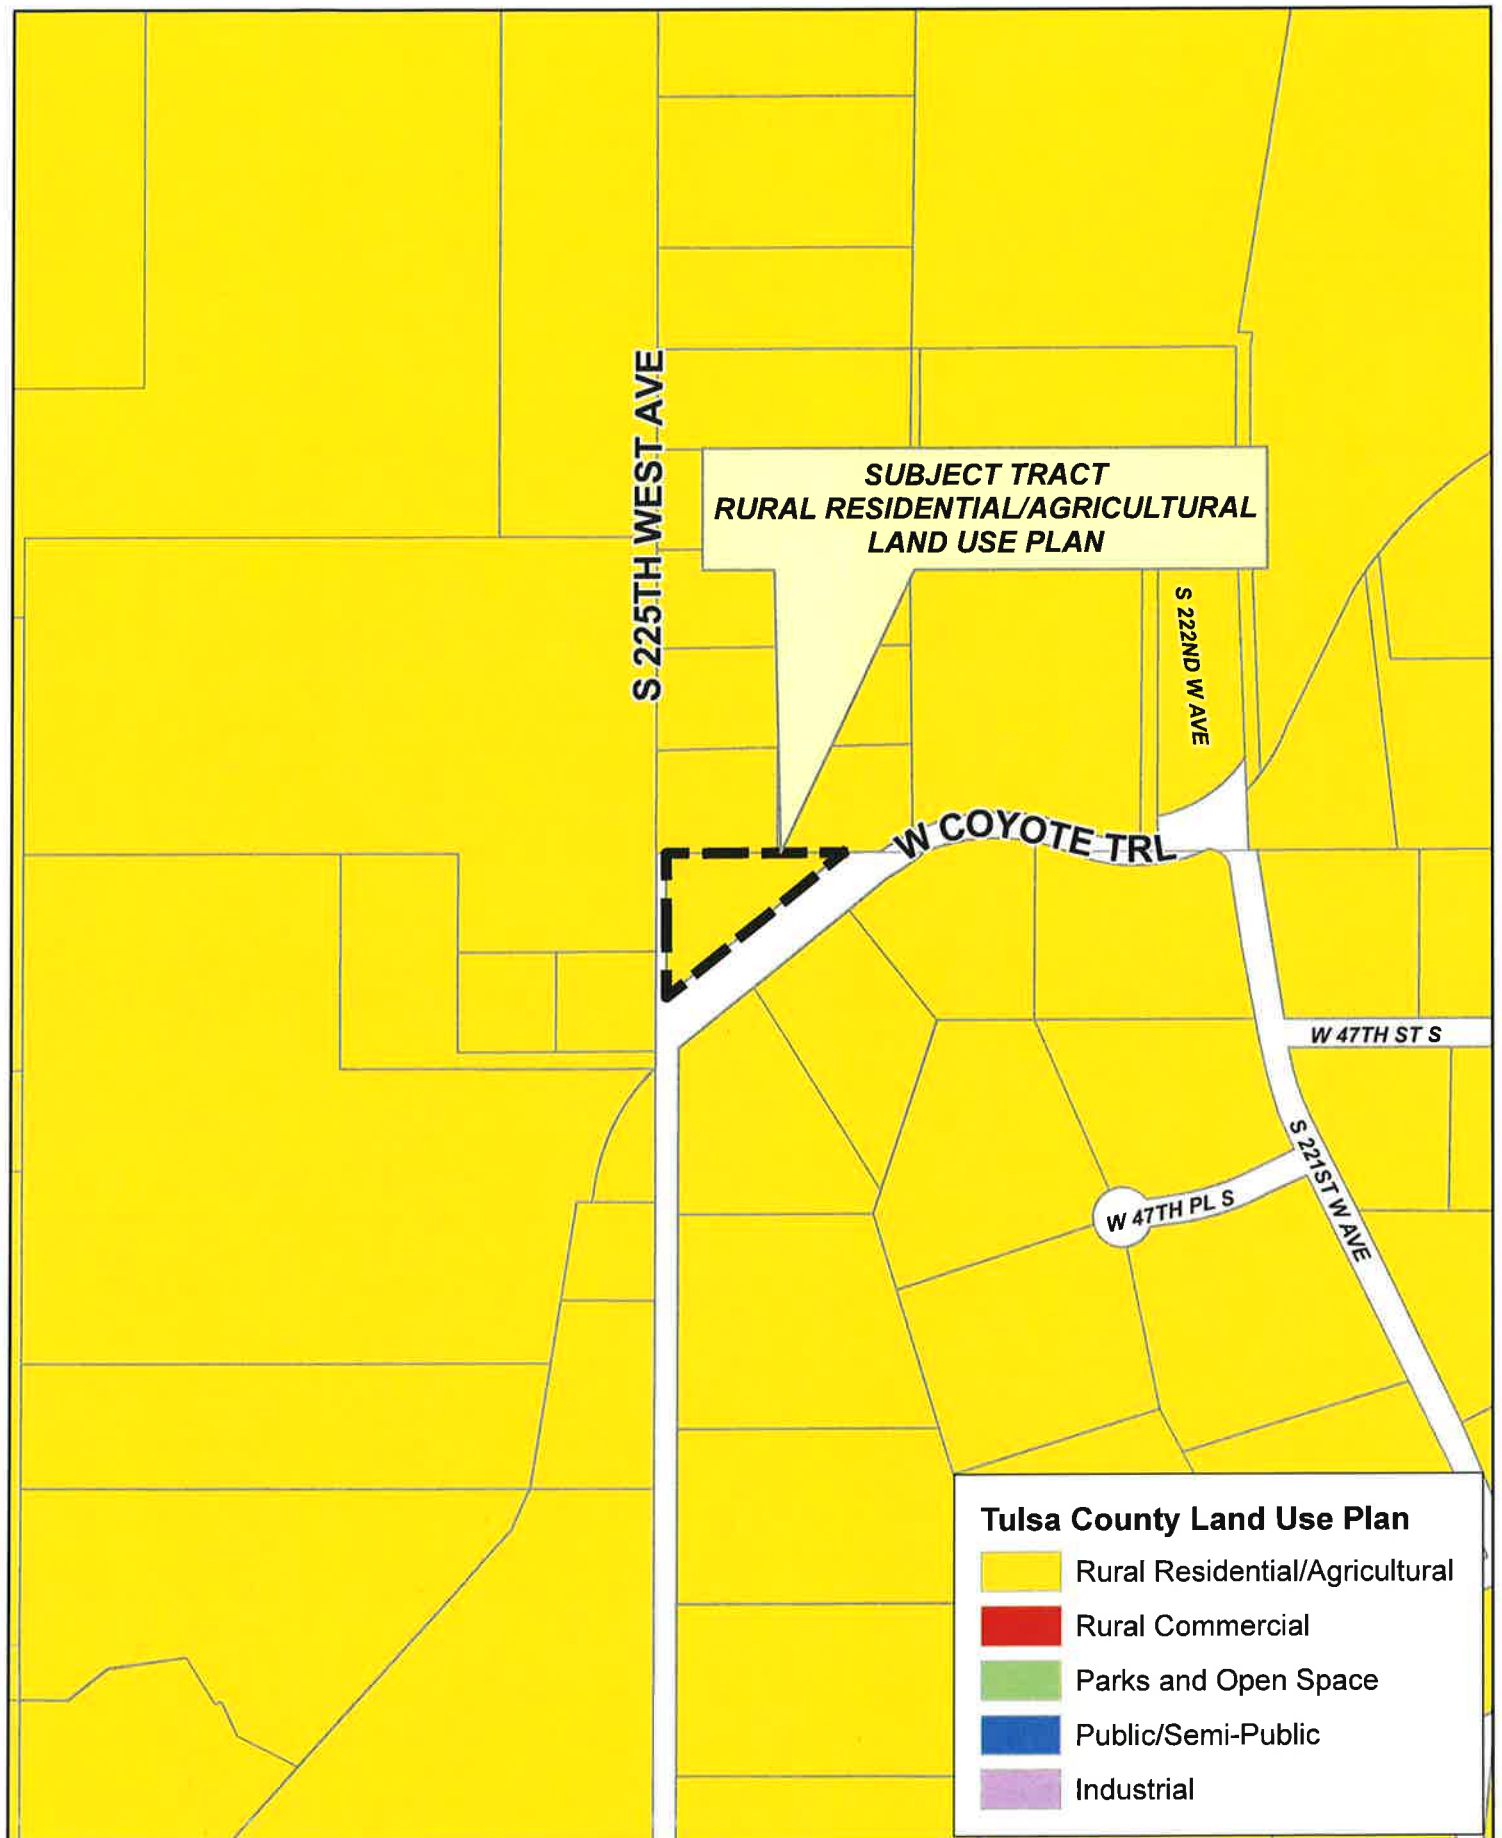 S 225TH WEST AVE
SUBJECT TRACT
RURAL RESIDENTIAL/AGRICULTURAL
LAND USE PLAN
S 222ND W AVE
W COYOTE TRL
W 47TH ST S
S 221ST W AVE
W 47TH PL S
Tulsa County Land Use Plan
Rural Residential/Agricultural
Rural Commercial
Parks and Open Space
Public/Semi-Public
Industrial